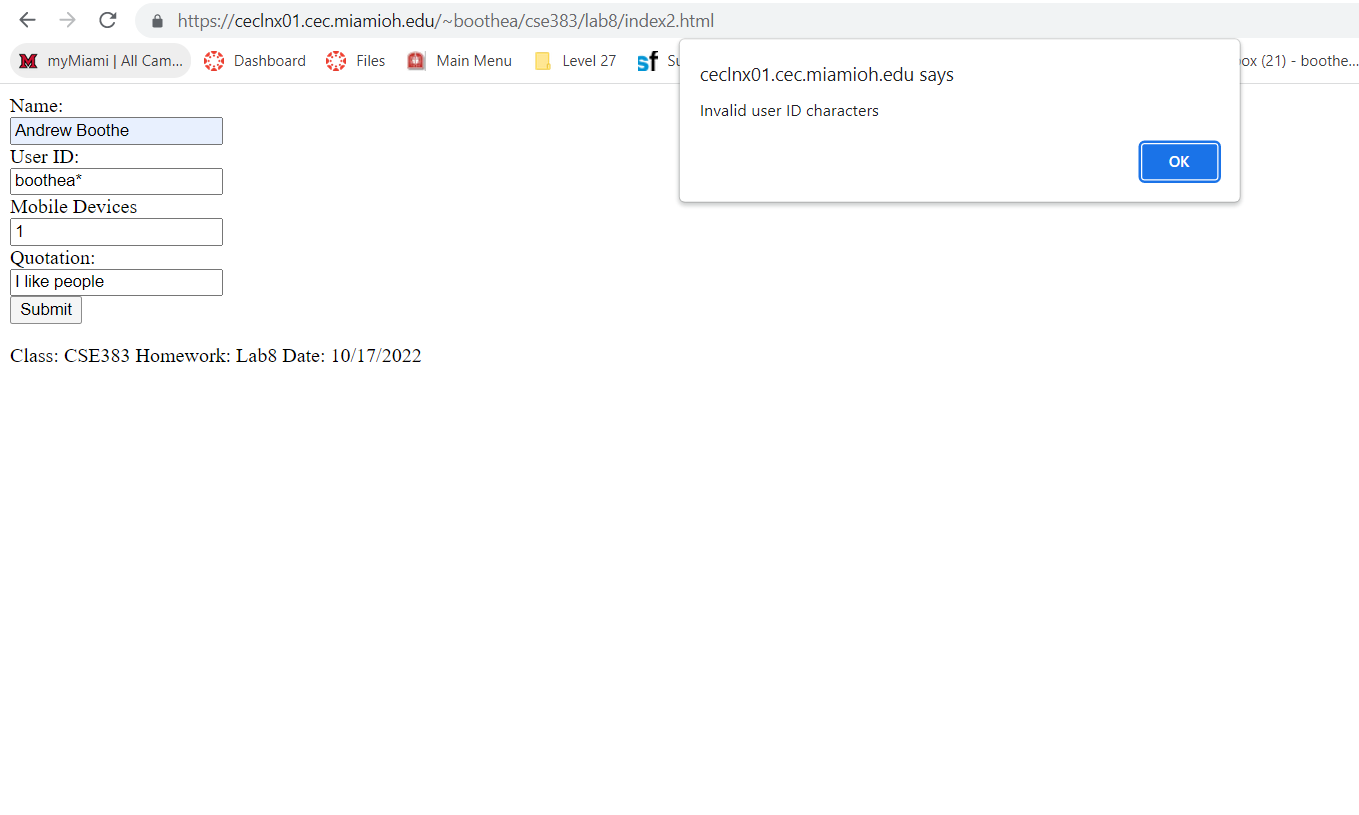 https://ceclnx01.cec.miamioh.edu/~boothea/cse383/lab8/index2.html
myMiami | All Cam... Dashboard Files Main Menu Level 27 sf
(21) - boothe...
ceclnx01.cec.miamioh.edu says
Invalid user ID characters
OK
Name:
Andrew Boothe
User ID:
boothea*
Mobile Devices
1
Quotation:
I like people
Submit
Class: CSE383 Homework: Lab8 Date: 10/17/2022